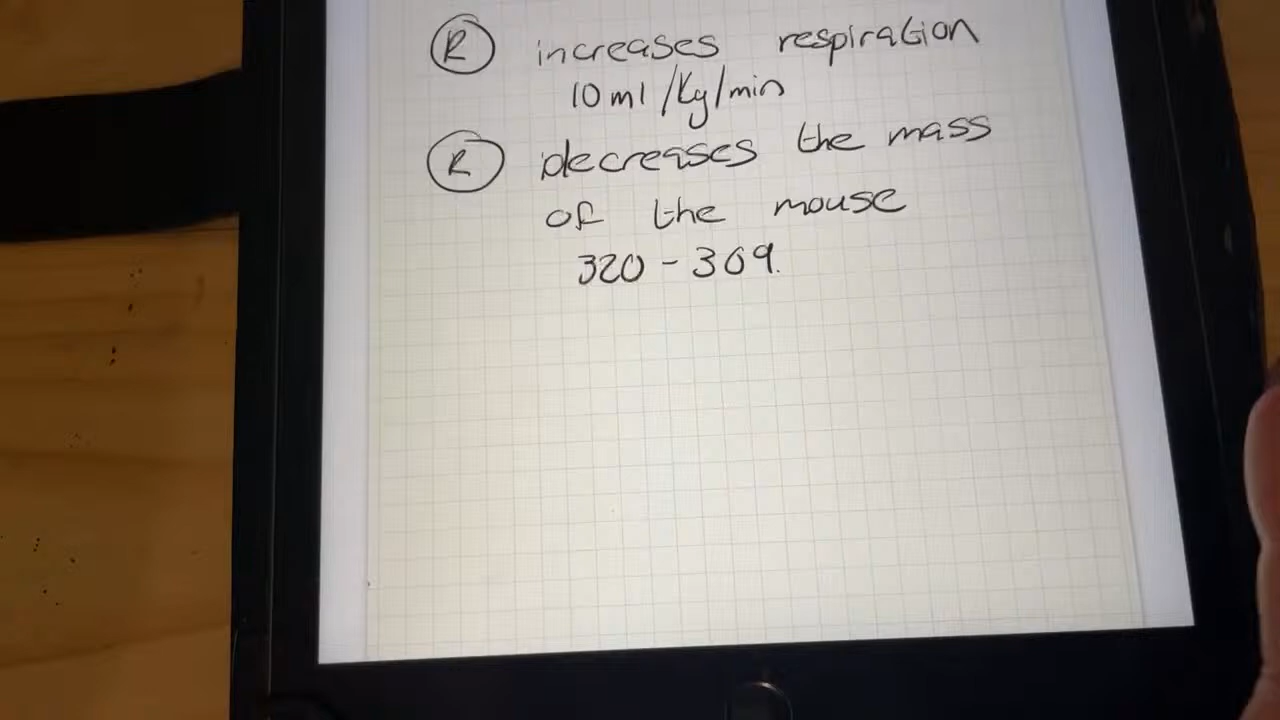 R increases respiration
10 ml/Kg/min
R decreases the mass
of the mouse
320 - 309.